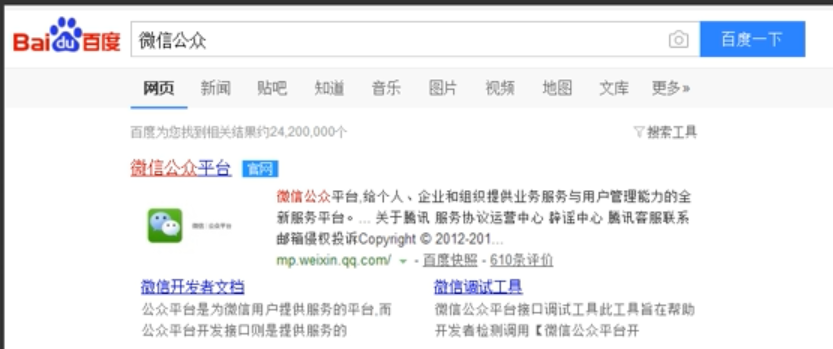 Bai du 百度 微信公众 百度一下
网页 新闻 贴吧 知道 音乐 图片 视频 地图 文库 更多»
百度为您找到相关结果约24,200,000个 搜索工具
微信公众平台 官网
微信公众平台,给个人、企业和组织提供业务服务与用户管理能力的全
新服务平台。... 关于腾讯 服务协议运营中心 辟谣中心 腾讯客服联系
邮箱侵权投诉Copyright © 2012-201...
mp.weixin.qq.com/ - 百度快照 - 610条评价
微信开发者文档 微信调试工具
公众平台是为微信用户提供服务的平台,而 微信公众平台接口调试工具此工具旨在帮助
公众平台开发接口则是提供服务的 开发者检测调用【微信公众平台开